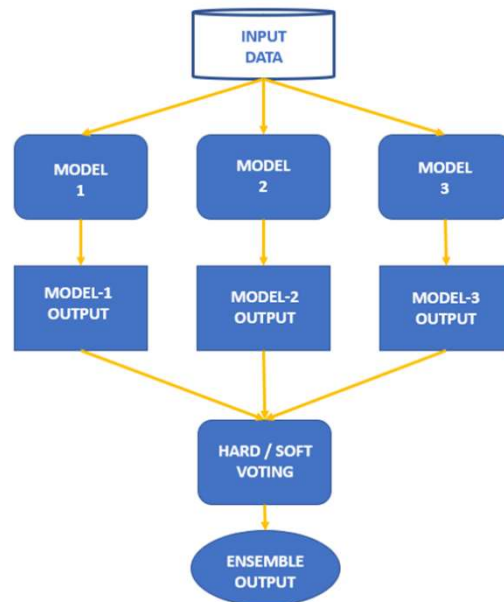 INPUT
DATA
MODEL
1
MODEL
2
MODEL
3
MODEL-1
OUTPUT
MODEL-2
OUTPUT
MODEL-3
OUTPUT
HARD / SOFT
VOTING
ENSEMBLE
OUTPUT